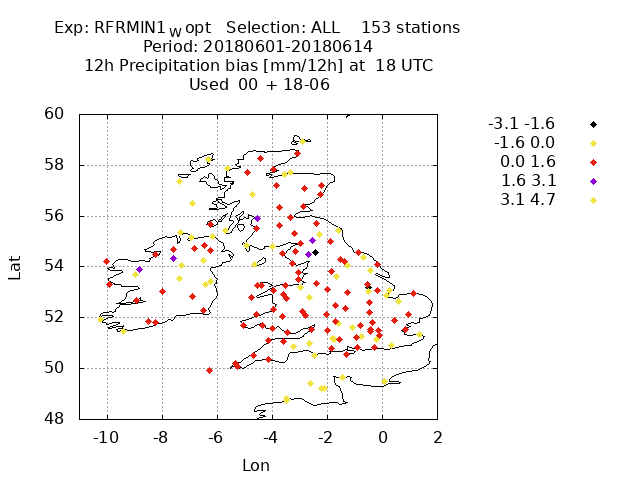 Exp: RFRMIN1_W opt Selection: ALL 153 stations
Period: 20180601-20180614
12h Precipitation bias [mm/12h] at 18 UTC
Used 00 + 18-06
-3.1 -1.6
-1.6 0.0
0.0 1.6
1.6 3.1
3.1 4.7
60
58
56
54
52
50
48
Lat
-10 -8 -6 -4 -2 0 2
Lon